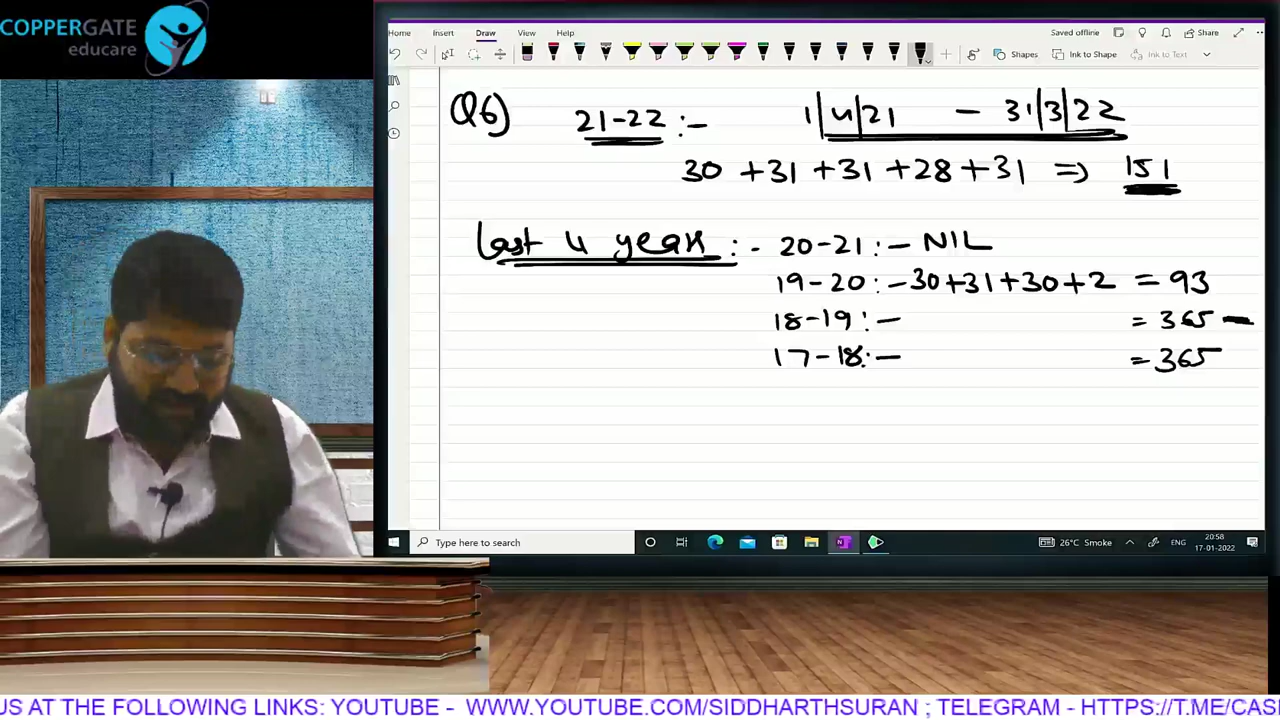 COPPERGATE
educare
Home Insert Draw View Help
Saved offline
Share
Shapes
Ink to Shape
Ink to Text
Q6) 21-22 :- 1|4|21 - 31|3|22
30 +31 +31 +28 +31 => 151
last 4 year :- 20-21 :- NIL
19-20 :- 30+31+30+2 = 93
18-19 :- = 365 -
17-18 :- = 365
Type here to search
26°C Smoke
ENG
20:58
17-01-2022
US AT THE FOLLOWING LINKS: YOUTUBE - WWW.YOUTUBE.COM/SIDDHARTHSURAN ; TELEGRAM - HTTPS://T.ME/CAS